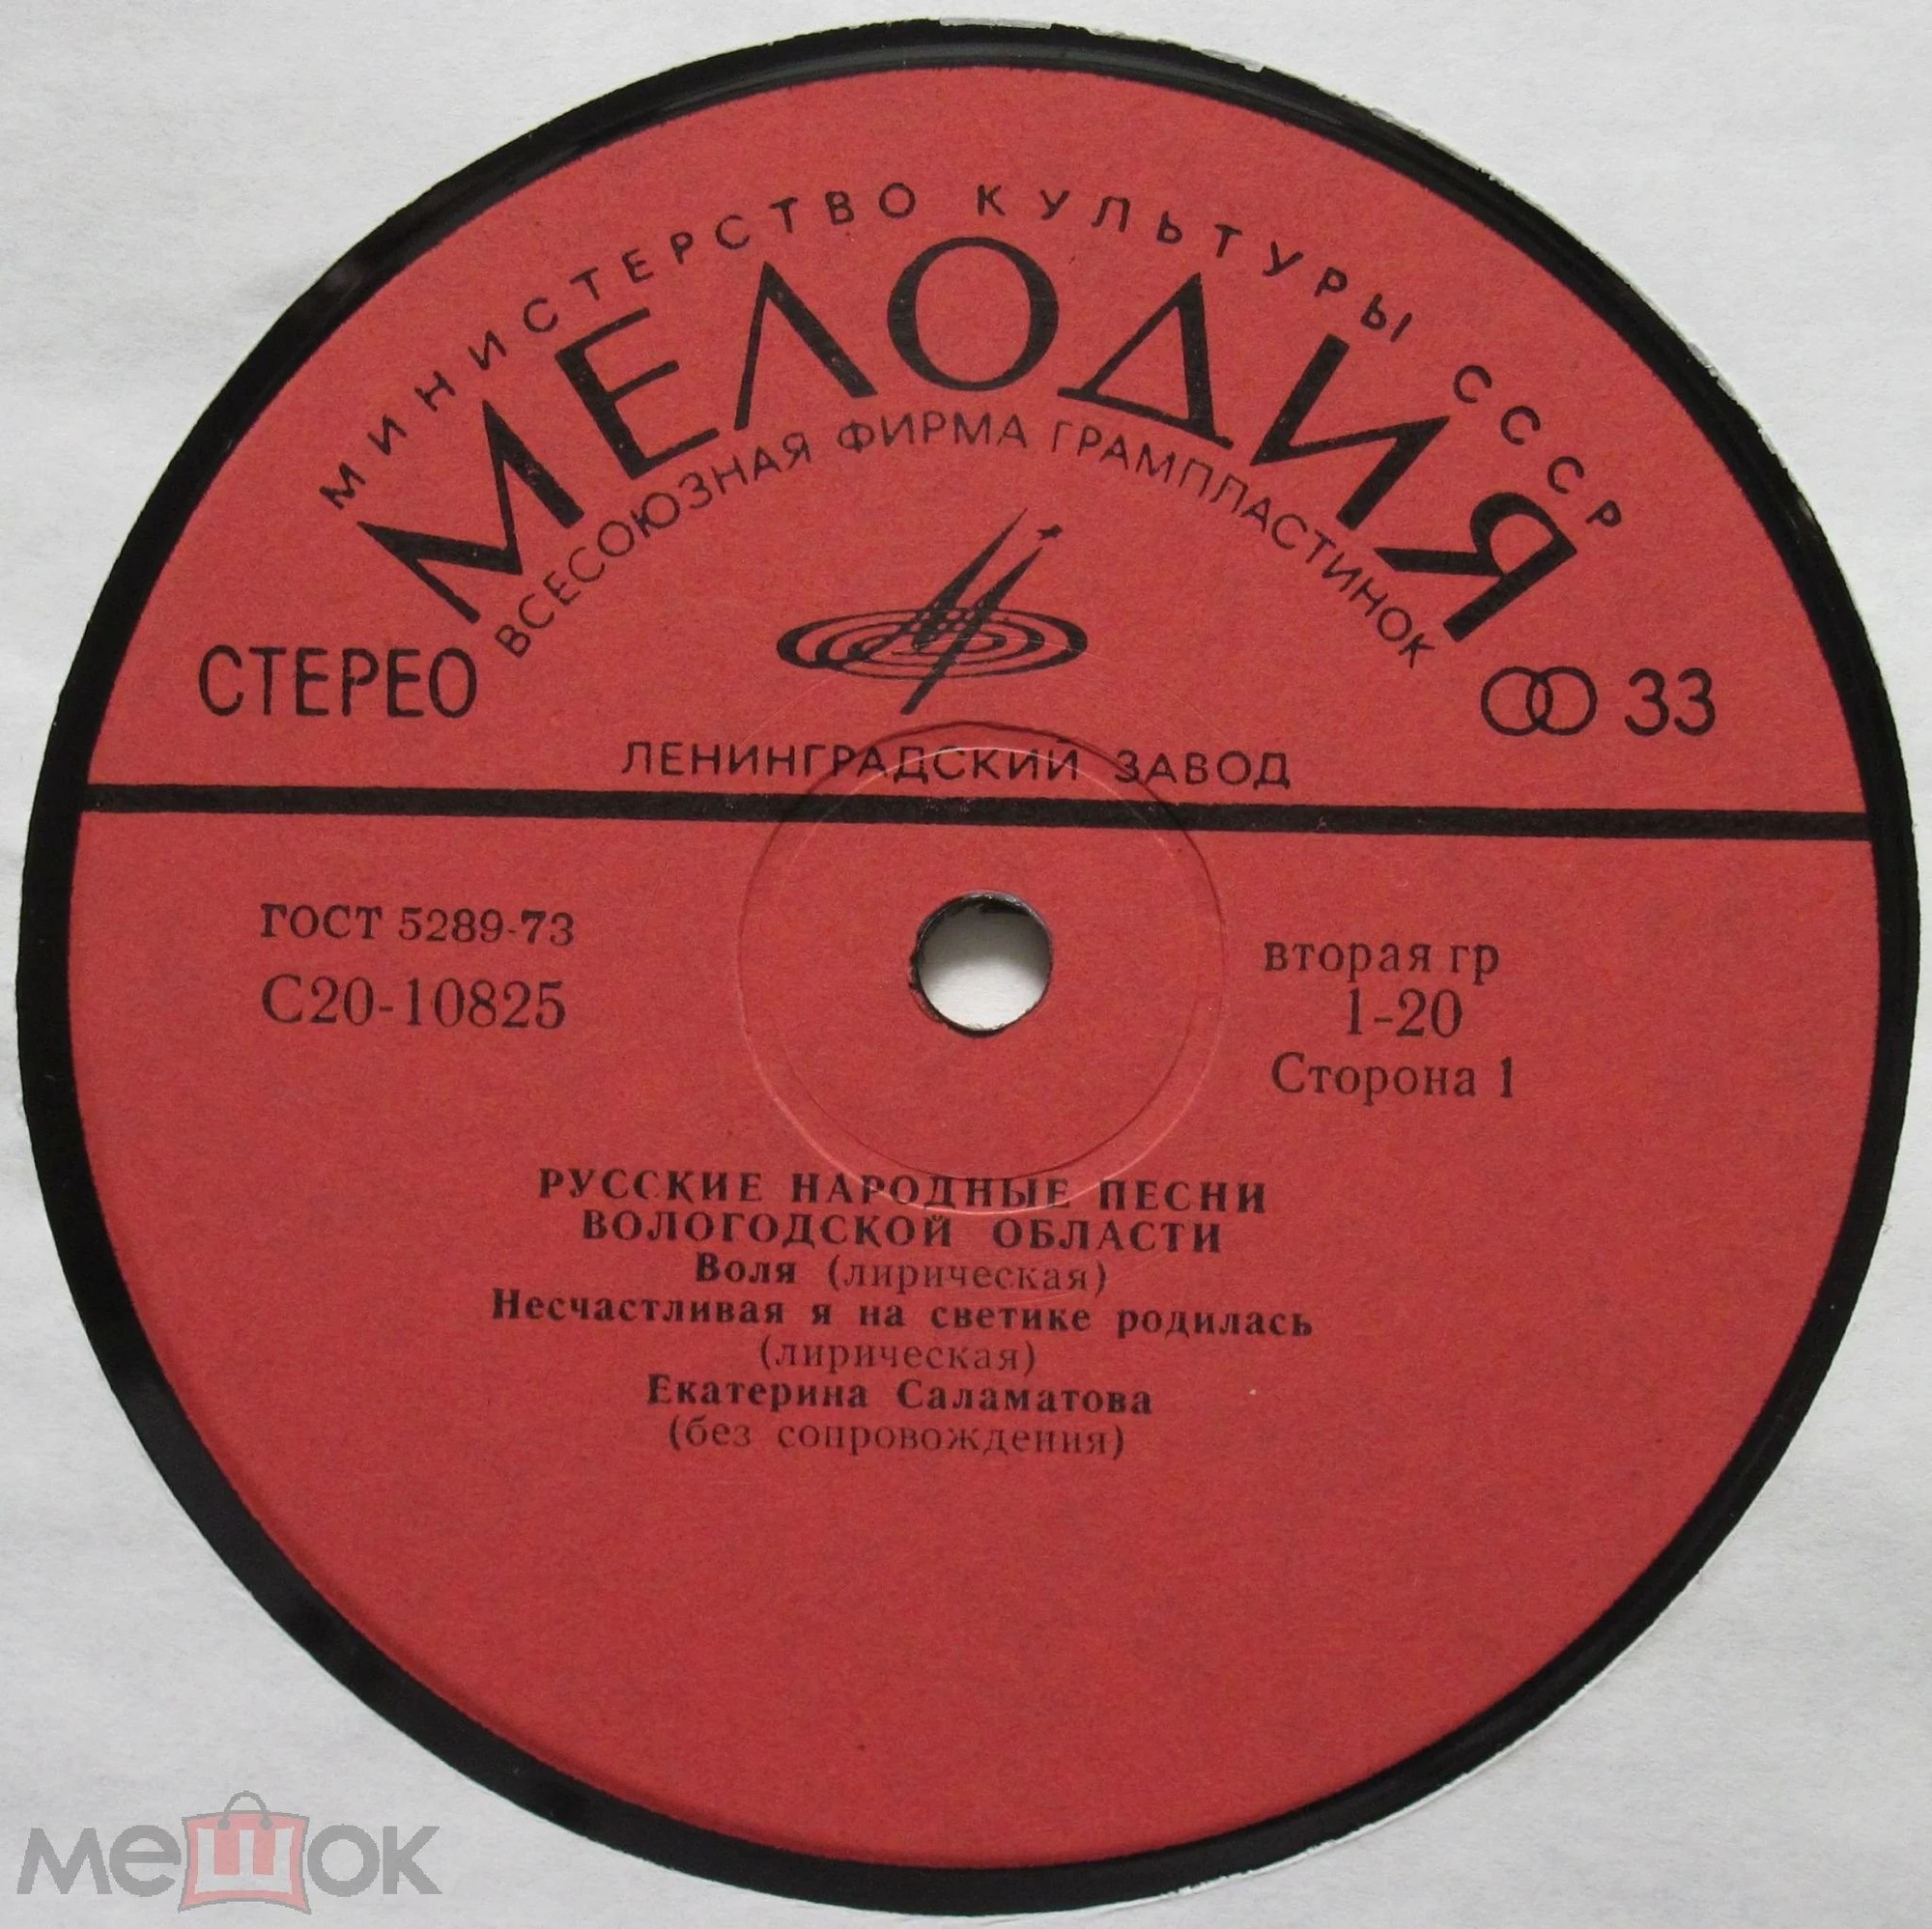 МИНИСТЕРСТВО КУЛЬТУРЫ СССР
МЕЛОДИЯ
ВСЕСОЮЗНАЯ ФИРМА ГРАМПЛАСТИНОК
СТЕРЕО
33
ЛЕНИНГРАДСКИЙ ЗАВОД
ГОСТ 5289-73
С20-10825
вторая гр
1-20
Сторона 1
РУССКИЕ НАРОДНЫЕ ПЕСНИ
ВОЛОГОДСКОЙ ОБЛАСТИ
Воля (лирическая)
Несчастливая я на светике родилась
(лирическая)
Екатерина Саламатова
(без сопровождения)
мешок